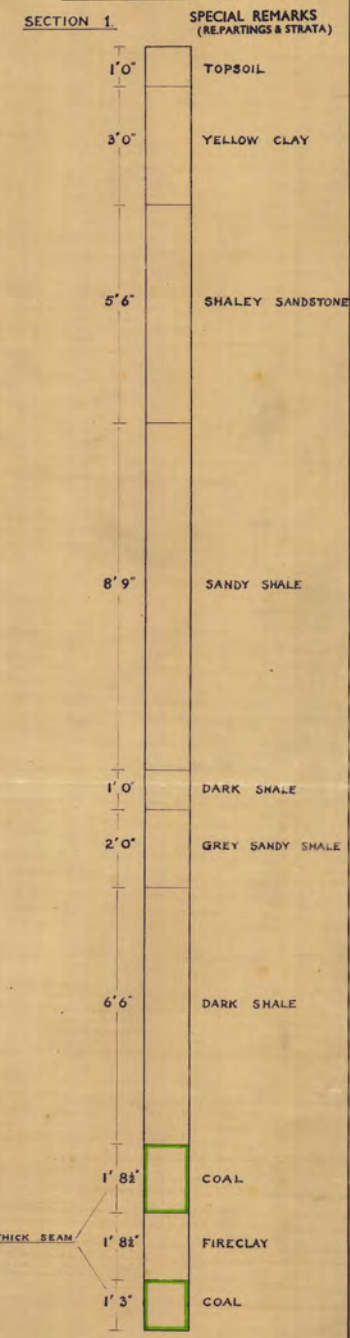 SECTION 1.
SPECIAL REMARKS
(RE.PARTINGS & STRATA)
1'0" TOPSOIL
3'0" YELLOW CLAY
5'6" SHALEY SANDSTONE
8'9" SANDY SHALE
1'0" DARK SHALE
2'0" GREY SANDY SHALE
6'6" DARK SHALE
1'8½" COAL
THICK SEAM 1'8½" FIRECLAY
1'3" COAL